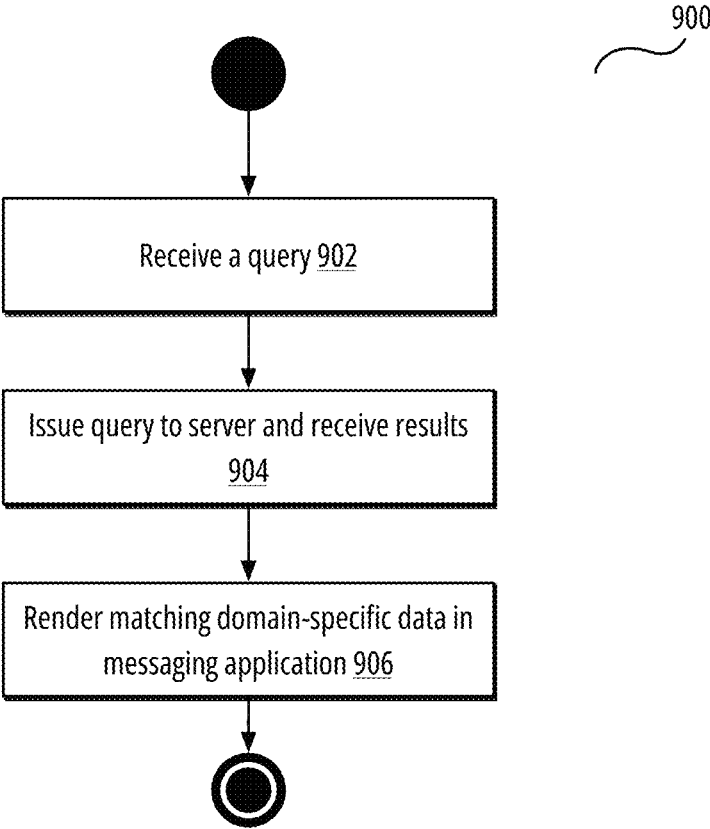 900
Receive a query 902
Issue query to server and receive results
904
Render matching domain-specific data in
messaging application 906